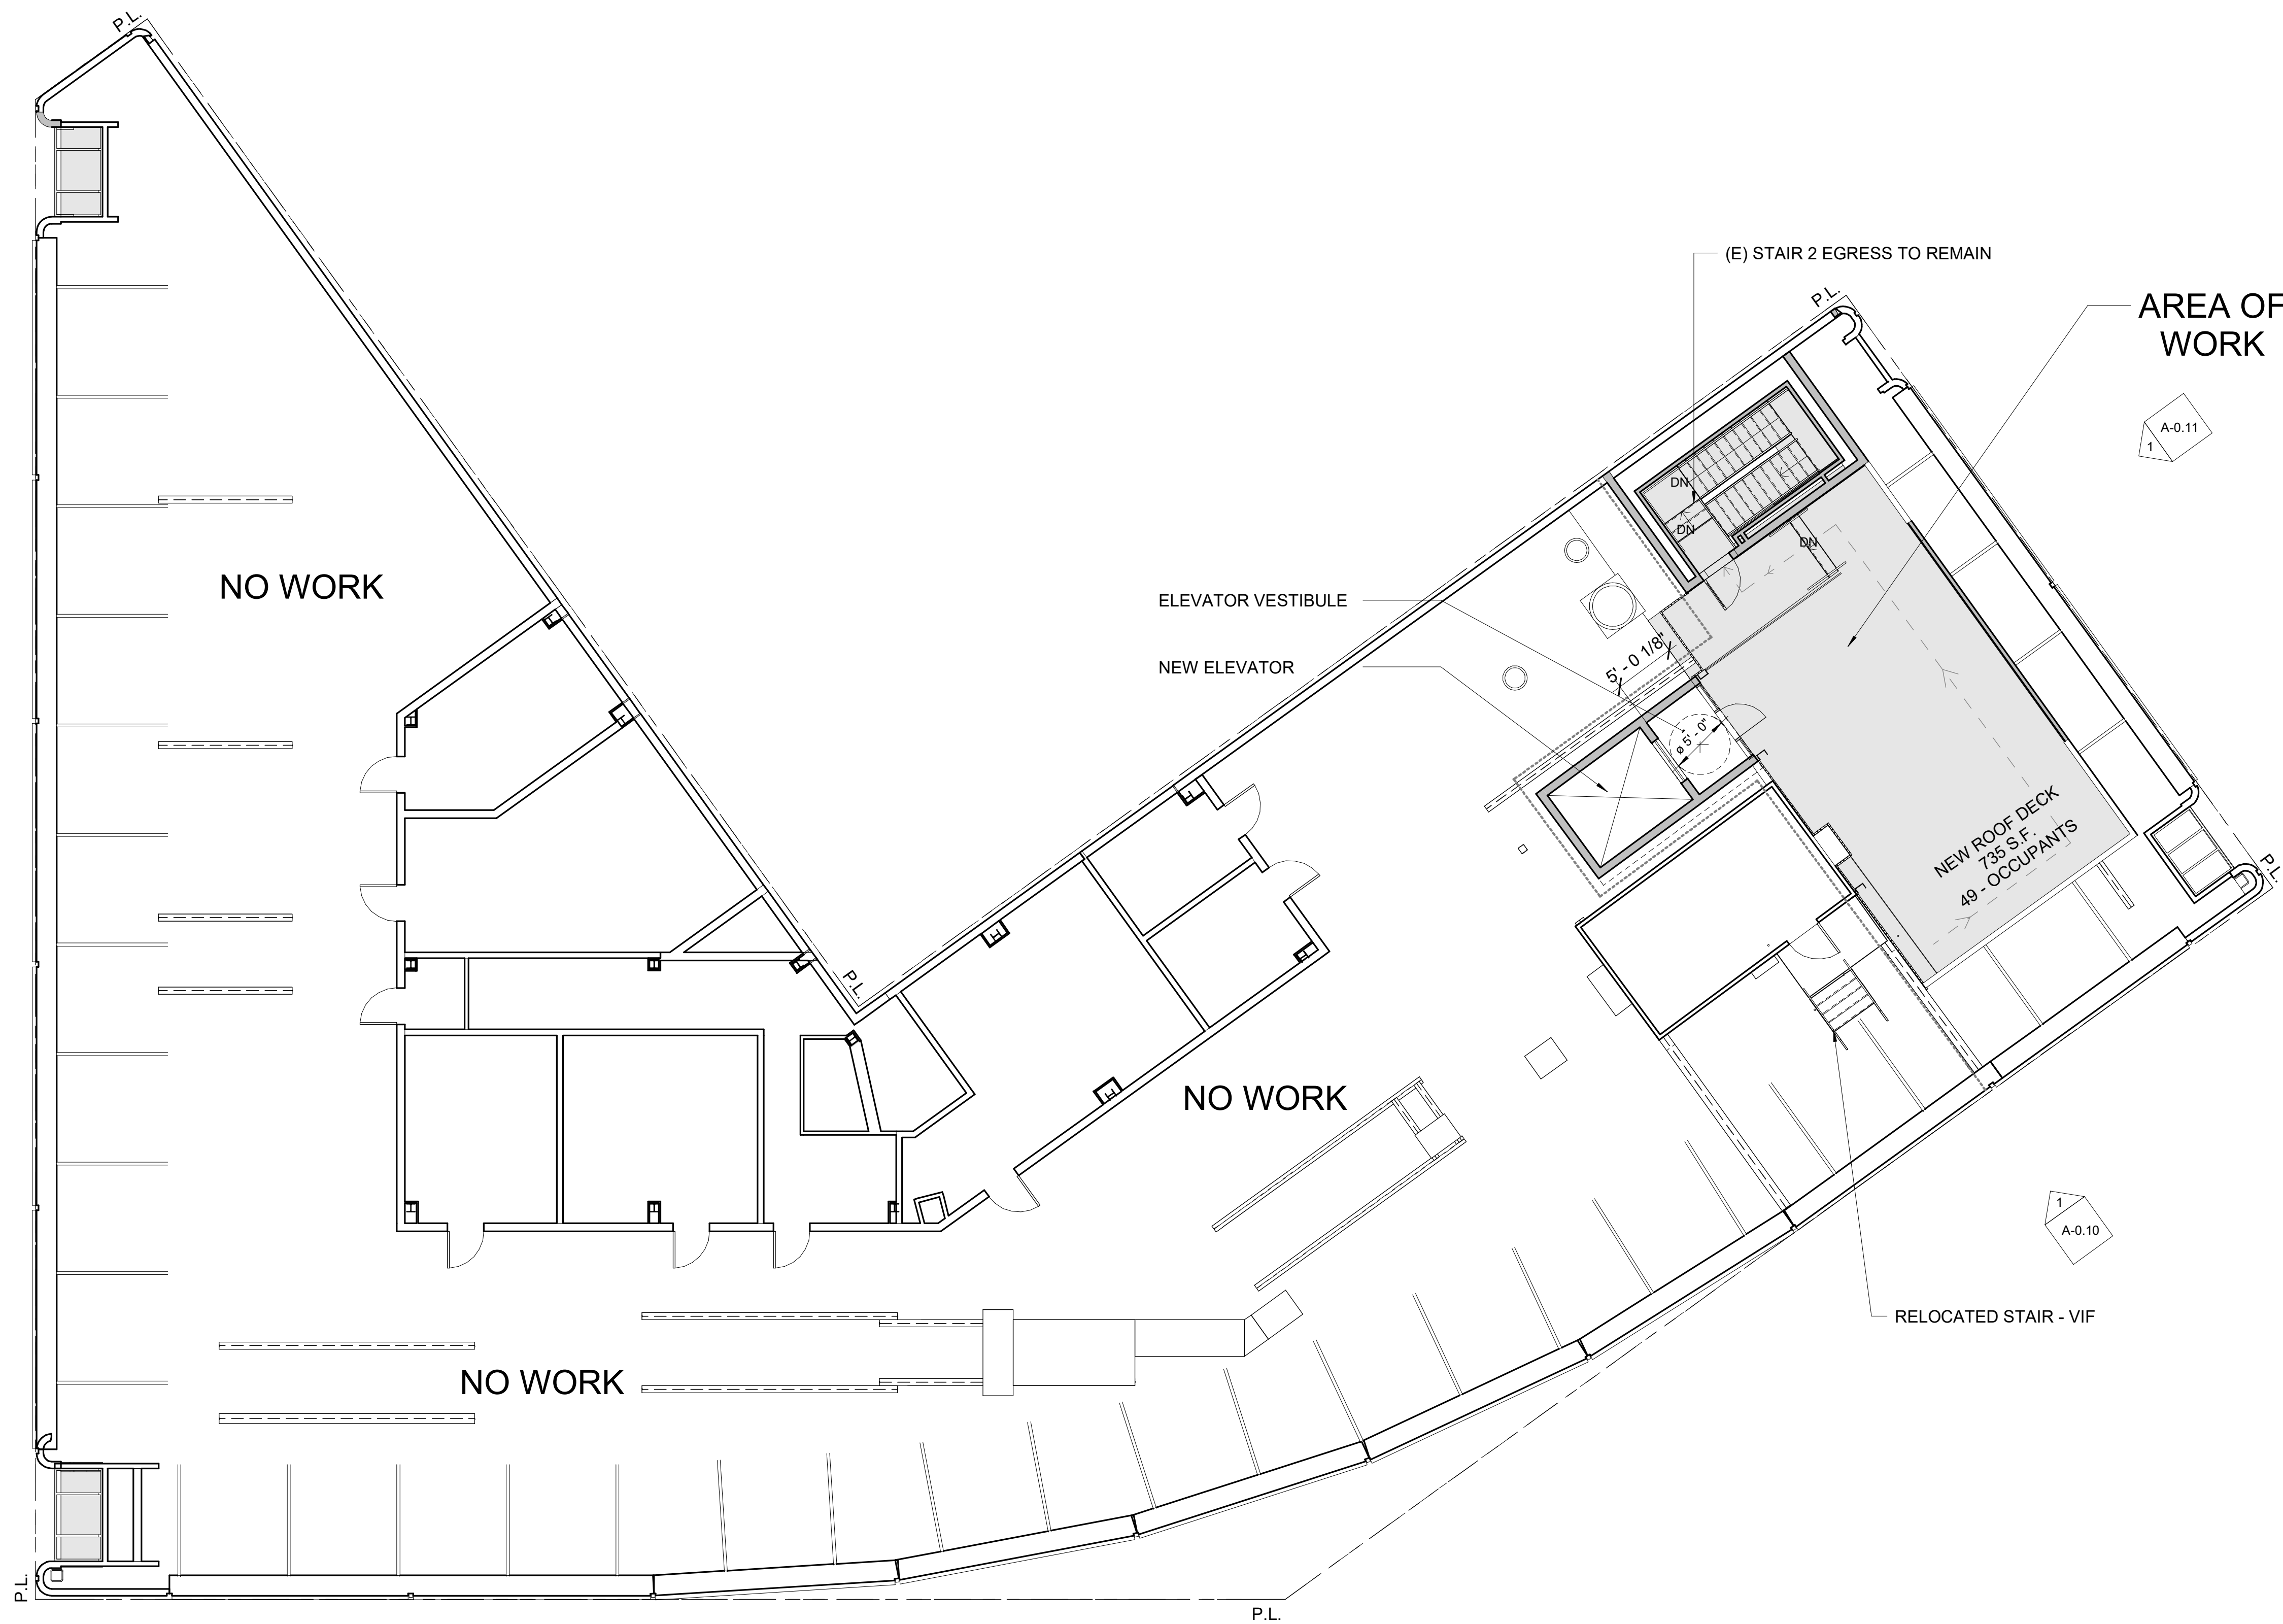 P.L.
(E) STAIR 2 EGRESS TO REMAIN
P.L.
AREA OF
WORK
A-0.11
1
DN
DN
DN
NO WORK
ELEVATOR VESTIBULE
5' - 0 1/8"
NEW ELEVATOR
ø 5' - 0"
NEW ROOF DECK
735 S.F.
49 - OCCUPANTS
P.L.
P.L.
NO WORK
1
A-0.10
RELOCATED STAIR - VIF
NO WORK
P.L.
P.L.